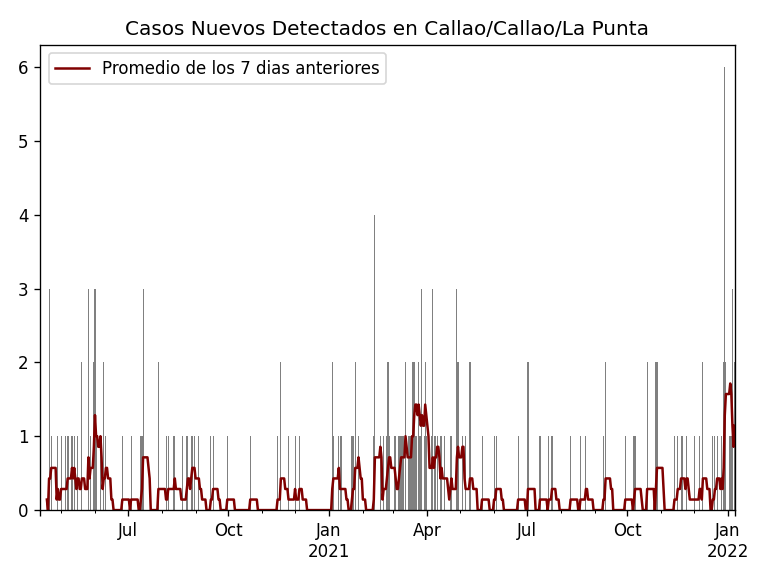 Casos Nuevos Detectados en Callao/Callao/La Punta
Promedio de los 7 dias anteriores
6
5
4
3
2
1
0
Jul
Oct
Jan
2021
Apr
Jul
Oct
Jan
2022